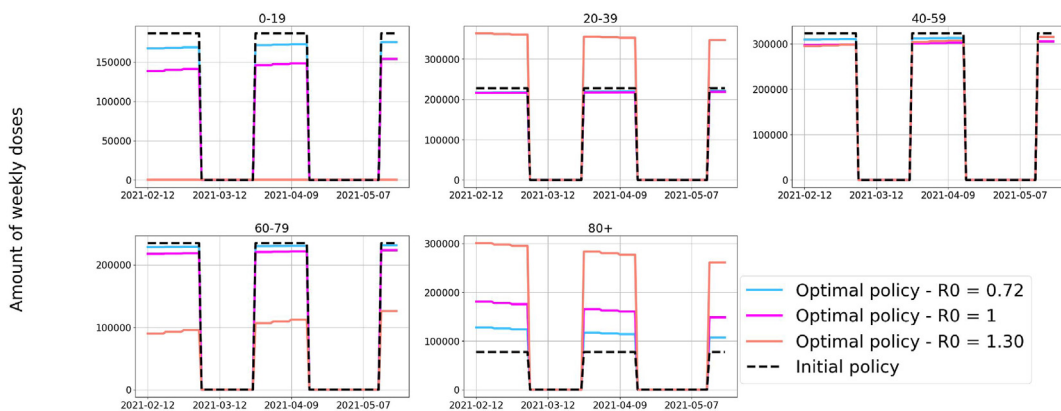 Amount of weekly doses
0-19
150000
100000
50000
0
2021-02-12 2021-03-12 2021-04-09 2021-05-07
20-39
300000
200000
100000
0
2021-02-12 2021-03-12 2021-04-09 2021-05-07
40-59
300000
200000
100000
0
2021-02-12 2021-03-12 2021-04-09 2021-05-07
60-79
200000
100000
0
2021-02-12 2021-03-12 2021-04-09 2021-05-07
80+
300000
200000
100000
0
2021-02-12 2021-03-12 2021-04-09 2021-05-07
Optimal policy - R0 = 0.72
Optimal policy - R0 = 1
Optimal policy - R0 = 1.30
Initial policy